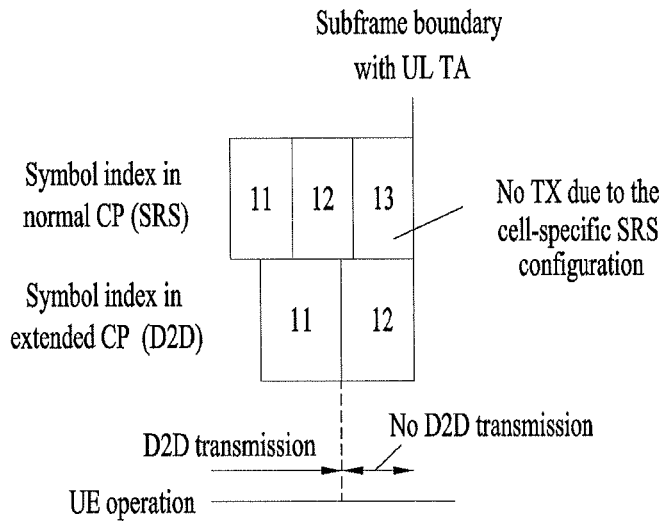 Subframe boundary
with UL TA
Symbol index in
normal CP (SRS)
11 12 13
No TX due to the
cell-specific SRS
configuration
Symbol index in
extended CP (D2D)
11 12
D2D transmission
No D2D transmission
UE operation